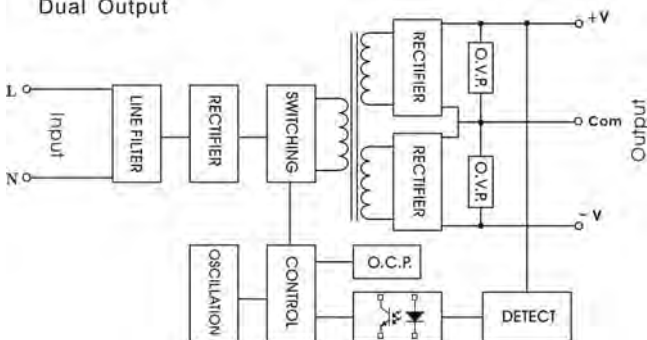 Dual Output
+V
RECTIFIER
O.V.P.
L
Input
N
LINE FILTER
RECTIFIER
SWITCHING
Com
Output
RECTIFIER
O.V.P.
- V
OSCILLATION
CONTROL
O.C.P.
DETECT